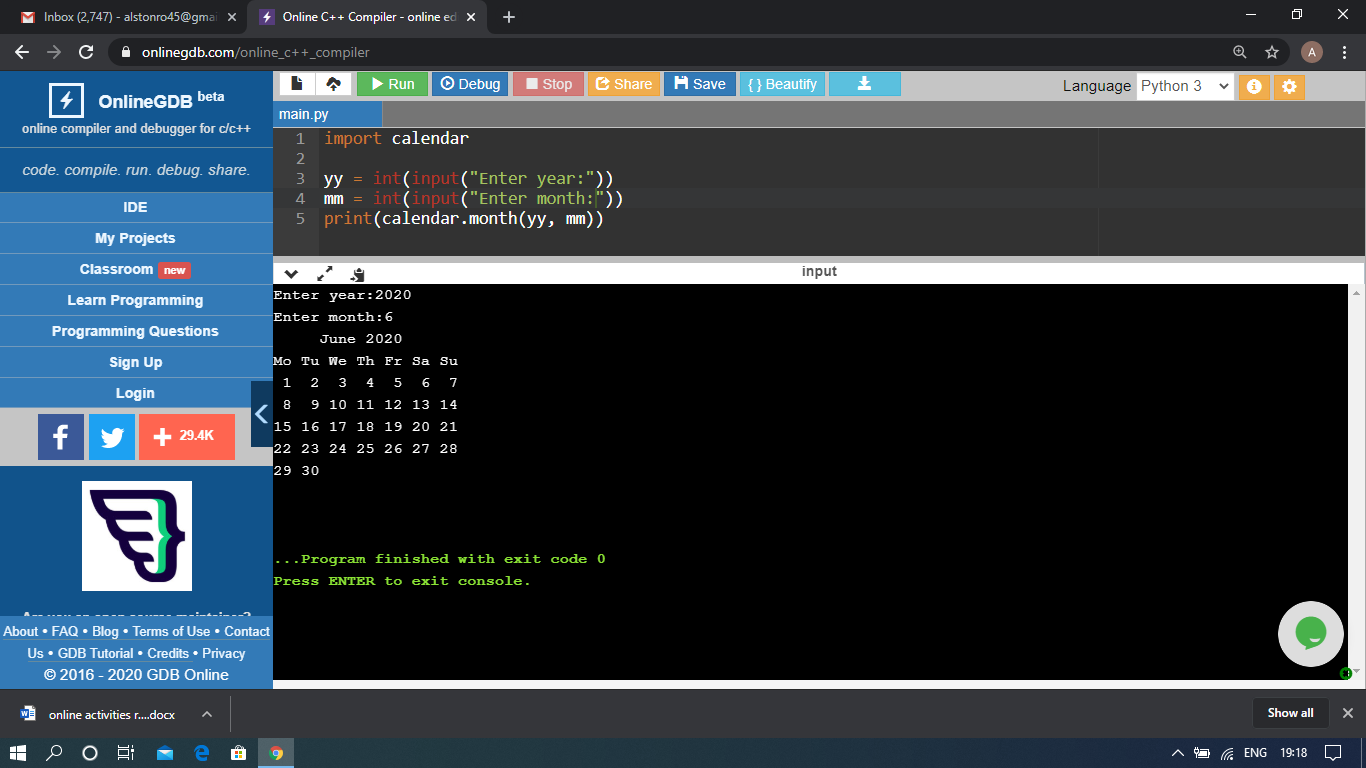 Inbox (2,747) - alstonro45@gmai
Online C++ Compiler - online ed
onlinegdb.com/online_c++_compiler
A
OnlineGDB beta
online compiler and debugger for c/c++
code. compile. run. debug. share.
IDE
My Projects
Classroom new
Learn Programming
Programming Questions
Sign Up
Login
29.4K
Are you an open source maintainer?
About • FAQ • Blog • Terms of Use • Contact
Us • GDB Tutorial • Credits • Privacy
© 2016 - 2020 GDB Online
Run Debug Stop Share Save { } Beautify
Language Python 3
main.py
1 import calendar
2
3 yy = int(input("Enter year:"))
4 mm = int(input("Enter month:"))
5 print(calendar.month(yy, mm))
input
Enter year:2020
Enter month:6
June 2020
Mo Tu We Th Fr Sa Su
1 2 3 4 5 6 7
8 9 10 11 12 13 14
15 16 17 18 19 20 21
22 23 24 25 26 27 28
29 30
...Program finished with exit code 0
Press ENTER to exit console.
online activities r....docx
Show all
ENG 19:18